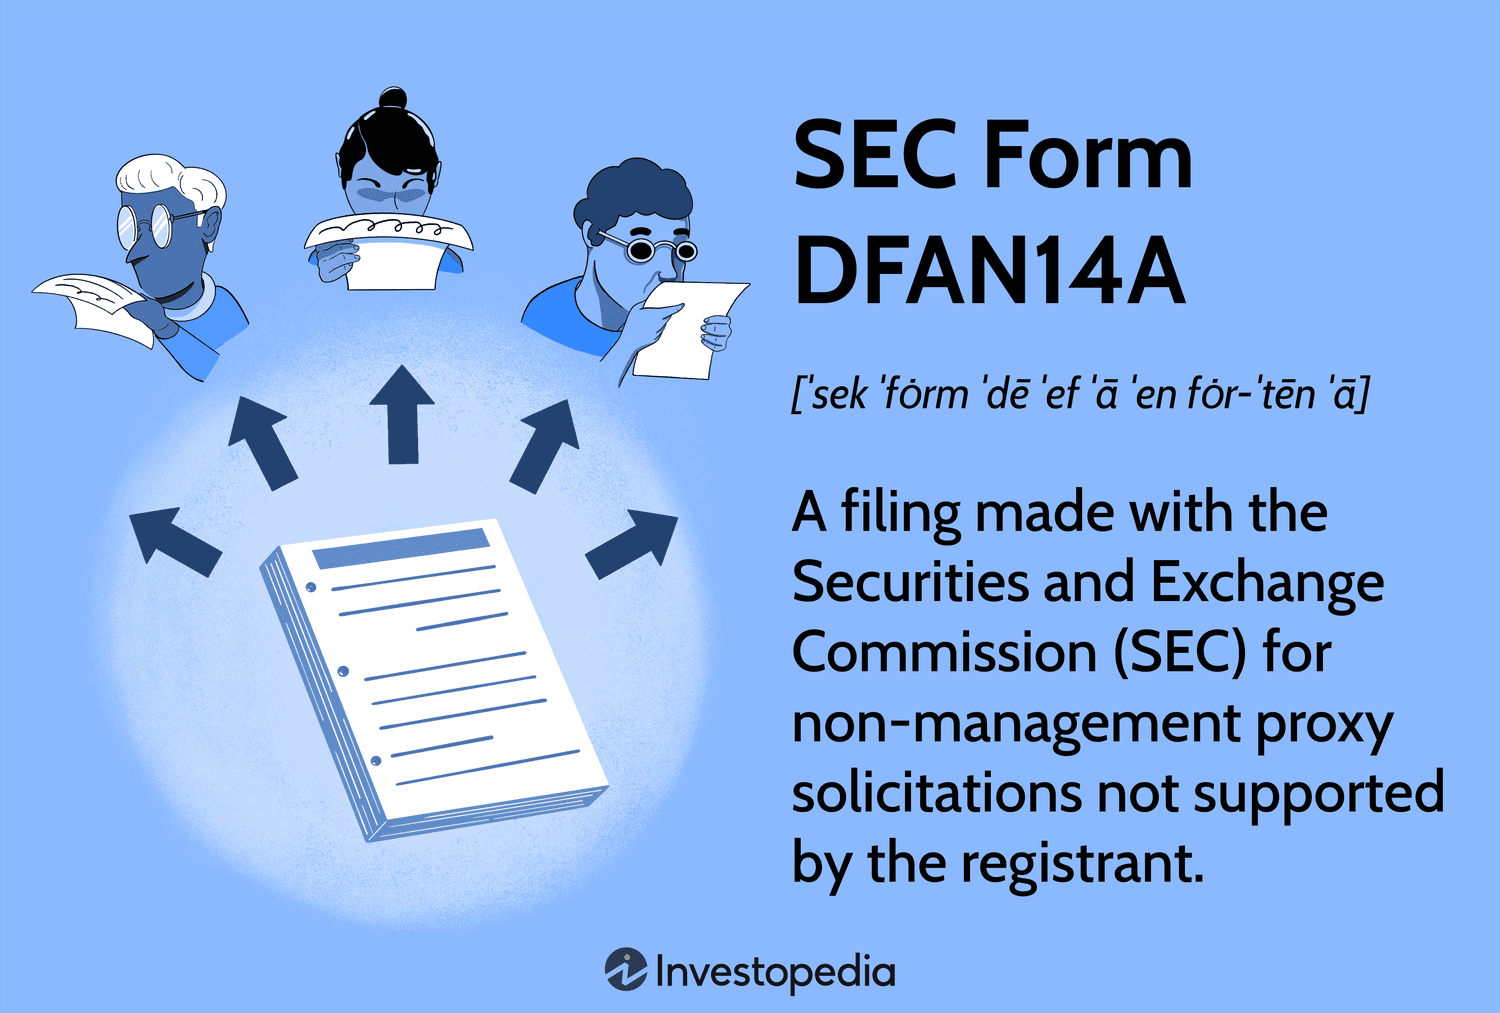 SEC Form
DFAN14A
[ˈsek ˈfȯrm ˈdē ˈef ˈā ˈen fȯr-ˈtēn ˈā]
A filing made with the
Securities and Exchange
Commission (SEC) for
non-management proxy
solicitations not supported
by the registrant.
Investopedia